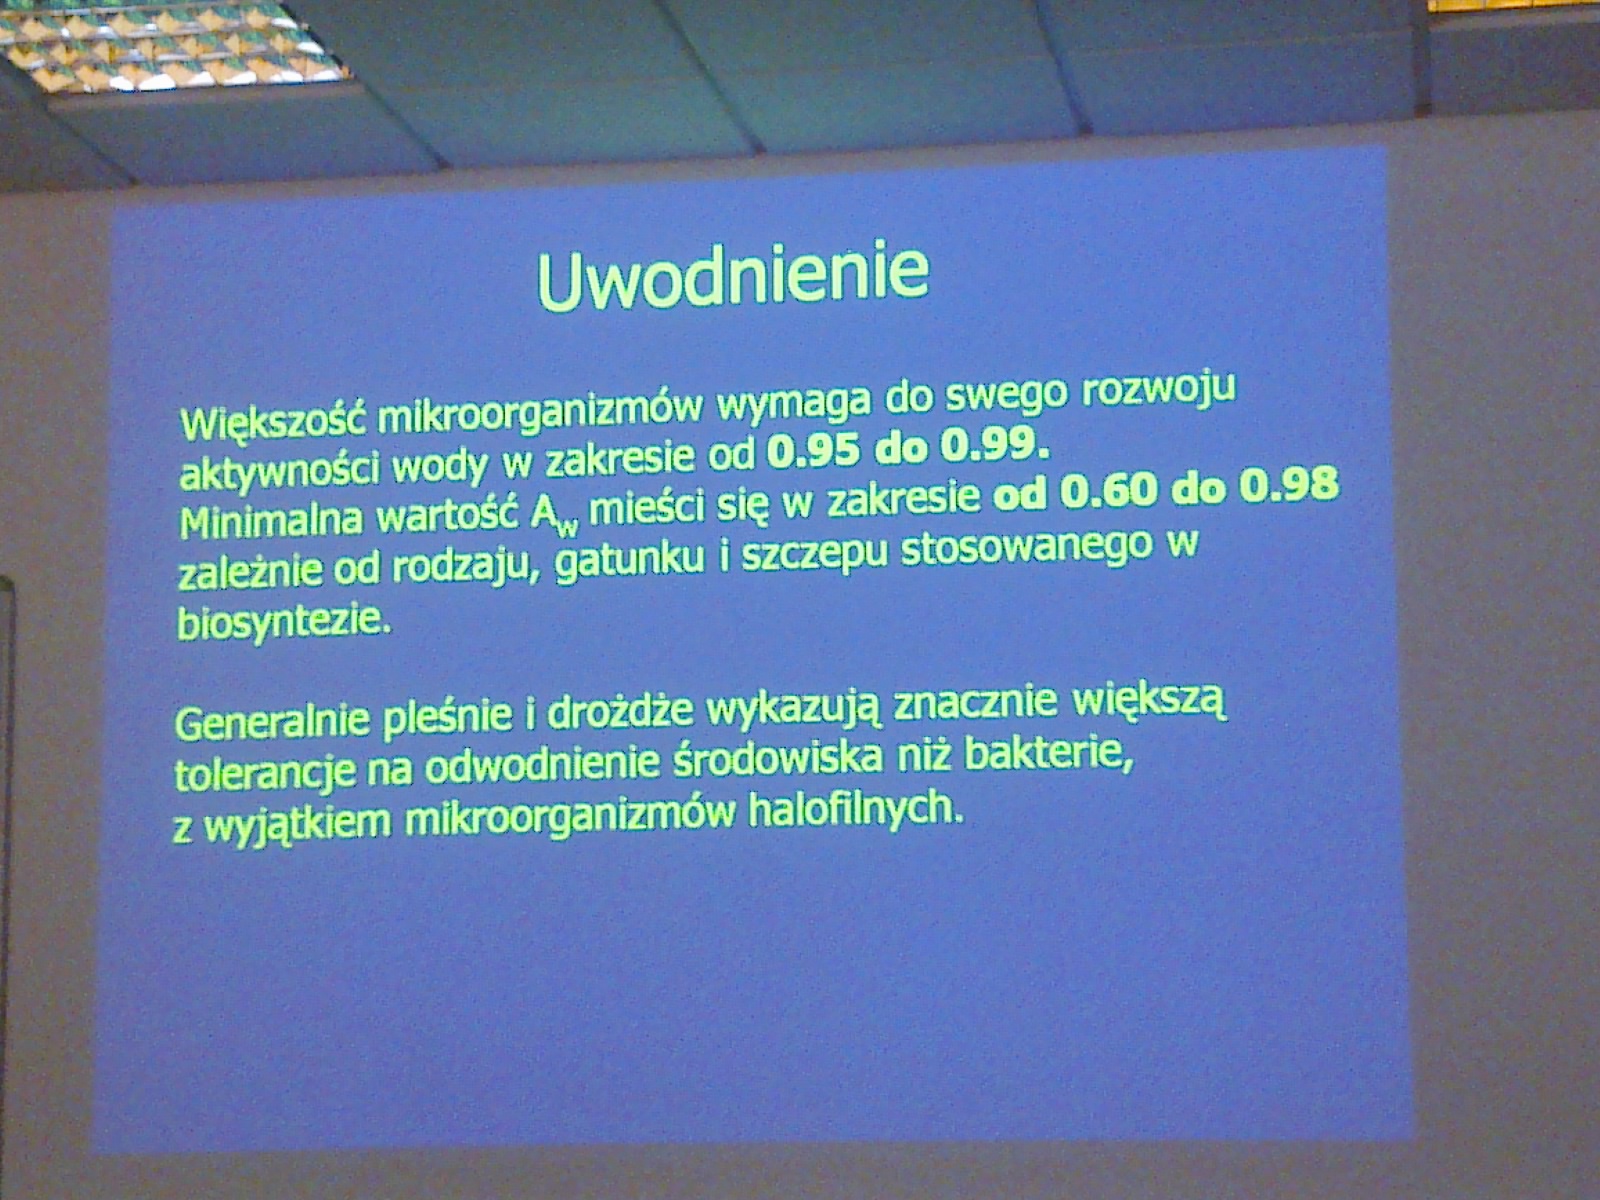 Uwodnienie
Większość mikroorganizmów wymaga do swego rozwoju
aktywności wody w zakresie od 0.95 do 0.99.
Minimalna wartość Aw mieści się w zakresie od 0.60 do 0.98
zależnie od rodzaju, gatunku i szczepu stosowanego w
biosyntezie.
Generalnie pleśnie i drożdże wykazują znacznie większą
tolerancje na odwodnienie środowiska niż bakterie,
z wyjątkiem mikroorganizmów halofilnych.